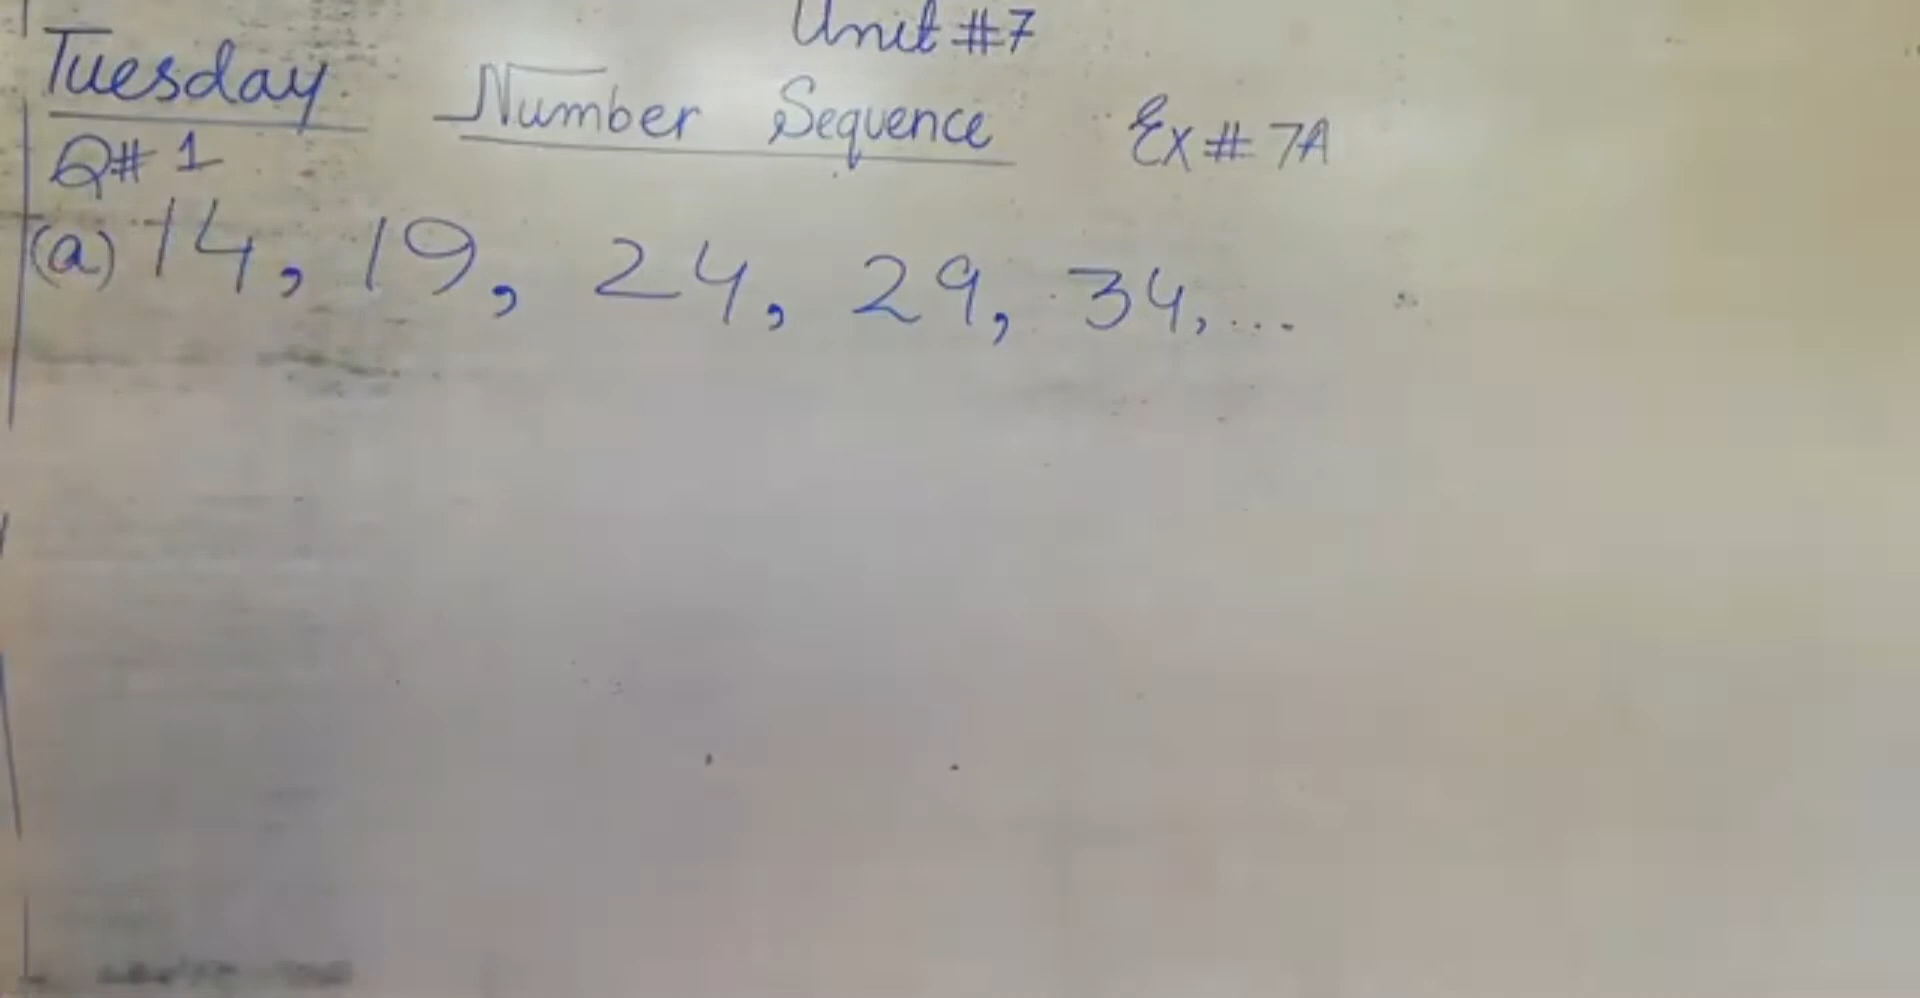 Unit #7
Tuesday
Number Sequence Ex# 7A
Q# 1
(a) 14, 19, 24, 29, 34, ...